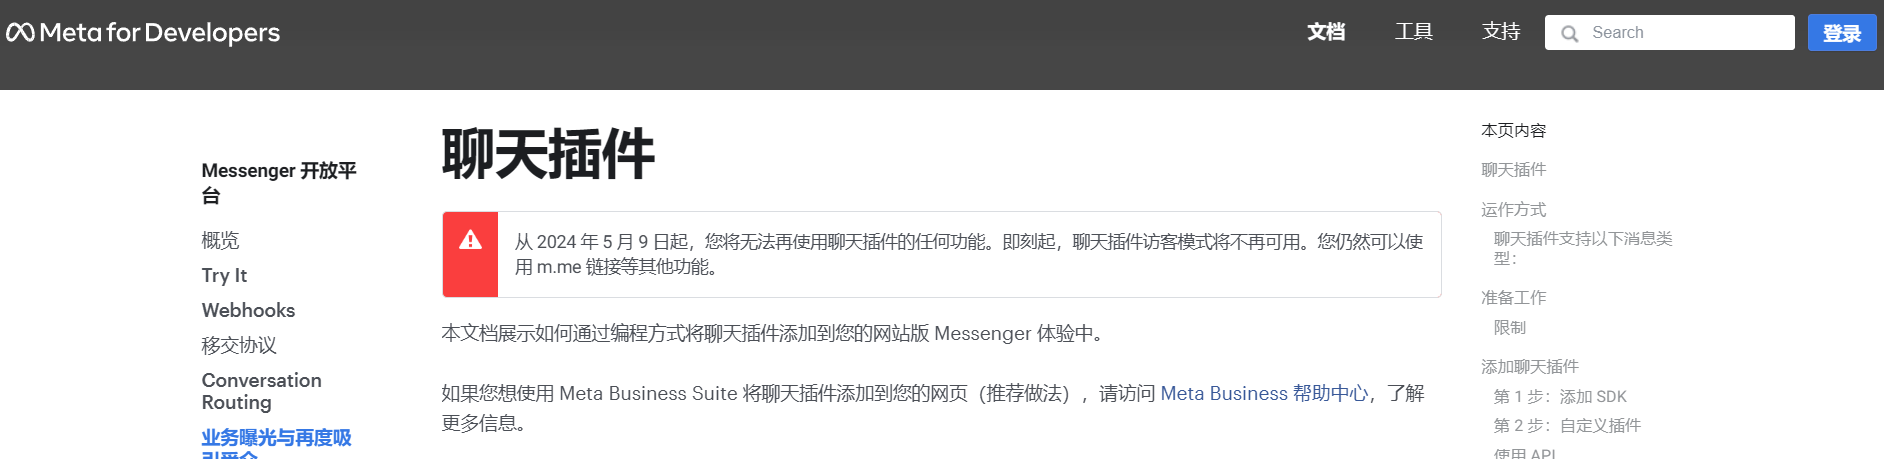 Meta for Developers
文档
工具
支持
Search
登录
Messenger 开放平
台
概览
Try It
Webhooks
移交协议
Conversation
Routing
业务曝光与再度吸
聊天插件
从 2024 年 5 月 9 日起，您将无法再使用聊天插件的任何功能。即刻起，聊天插件访客模式将不再可用。您仍然可以使
用 m.me 链接等其他功能。
本文档展示如何通过编程方式将聊天插件添加到您的网站版 Messenger 体验中。
如果您想使用 Meta Business Suite 将聊天插件添加到您的网页（推荐做法），请访问 Meta Business 帮助中心，了解
更多信息。
本页内容
聊天插件
运作方式
聊天插件支持以下消息类
型：
准备工作
限制
添加聊天插件
第 1 步：添加 SDK
第 2 步：自定义插件
使用 API